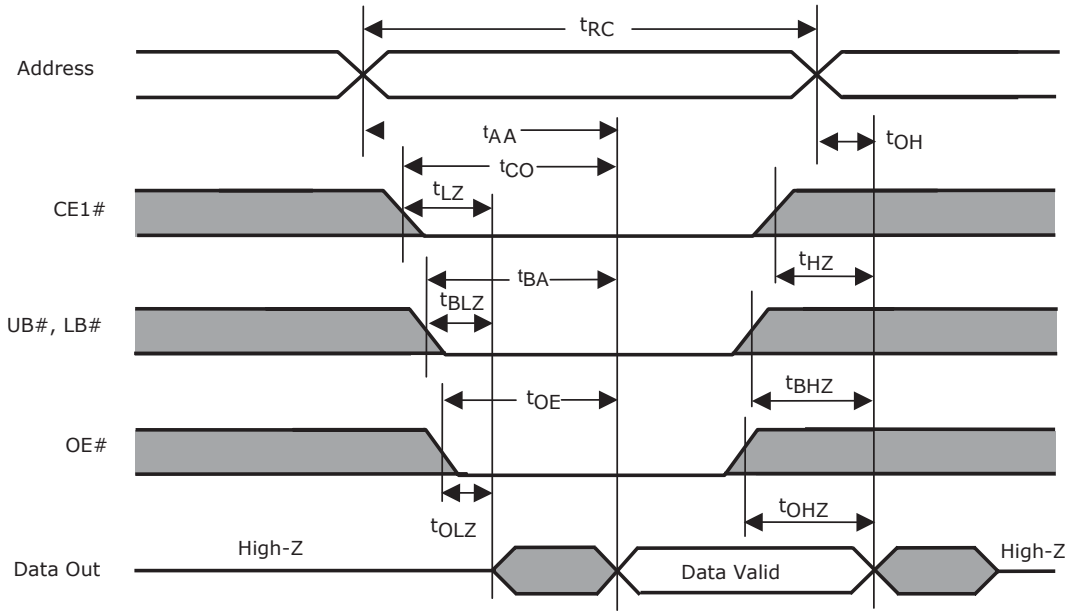 tRC
Address
tAA
tOH
tCO
tLZ
CE1#
tHZ
tBA
tBLZ
UB#, LB#
tBHZ
tOE
OE#
tOHZ
tOLZ
High-Z
High-Z
Data Out
Data Valid